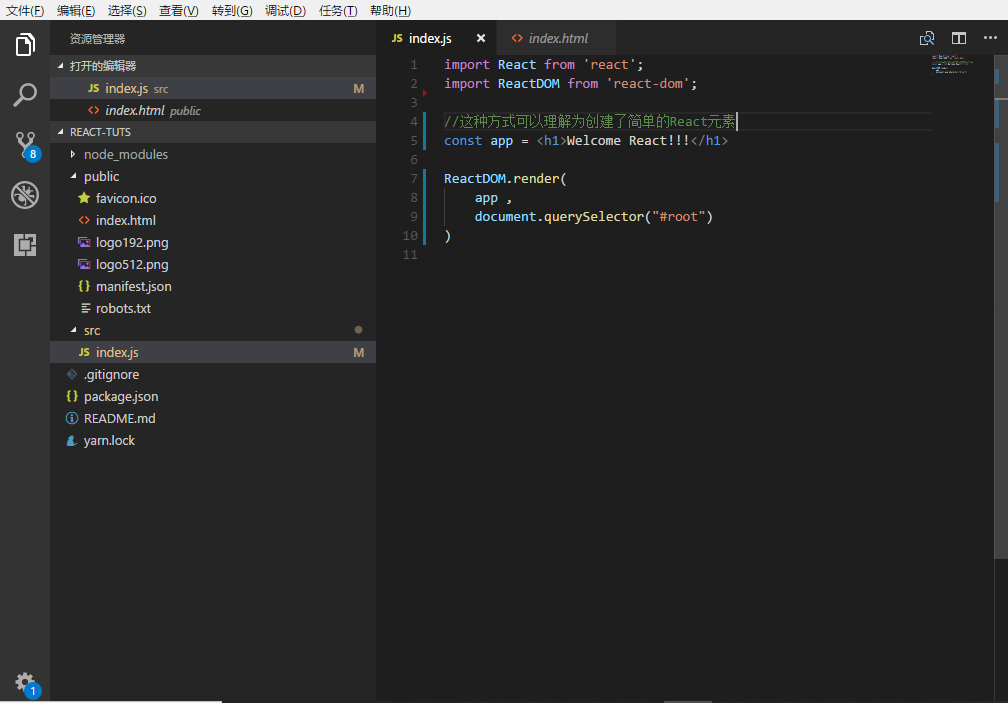 文件(F) 编辑(E) 选择(S) 查看(V) 转到(G) 调试(D) 任务(T) 帮助(H)
资源管理器
打开的编辑器
JS index.js src M
<> index.html public
REACT-TUTS
node_modules
public
favicon.ico
<> index.html
logo192.png
logo512.png
{} manifest.json
robots.txt
src
JS index.js M
.gitignore
{} package.json
README.md
yarn.lock
8
1
JS index.js ×
<> index.html
1 import React from 'react';
2 import ReactDOM from 'react-dom';
3
4 //这种方式可以理解为创建了简单的React元素
5 const app = <h1>Welcome React!!!</h1>
6
7 ReactDOM.render(
8 app ,
9 document.querySelector("#root")
10 )
11